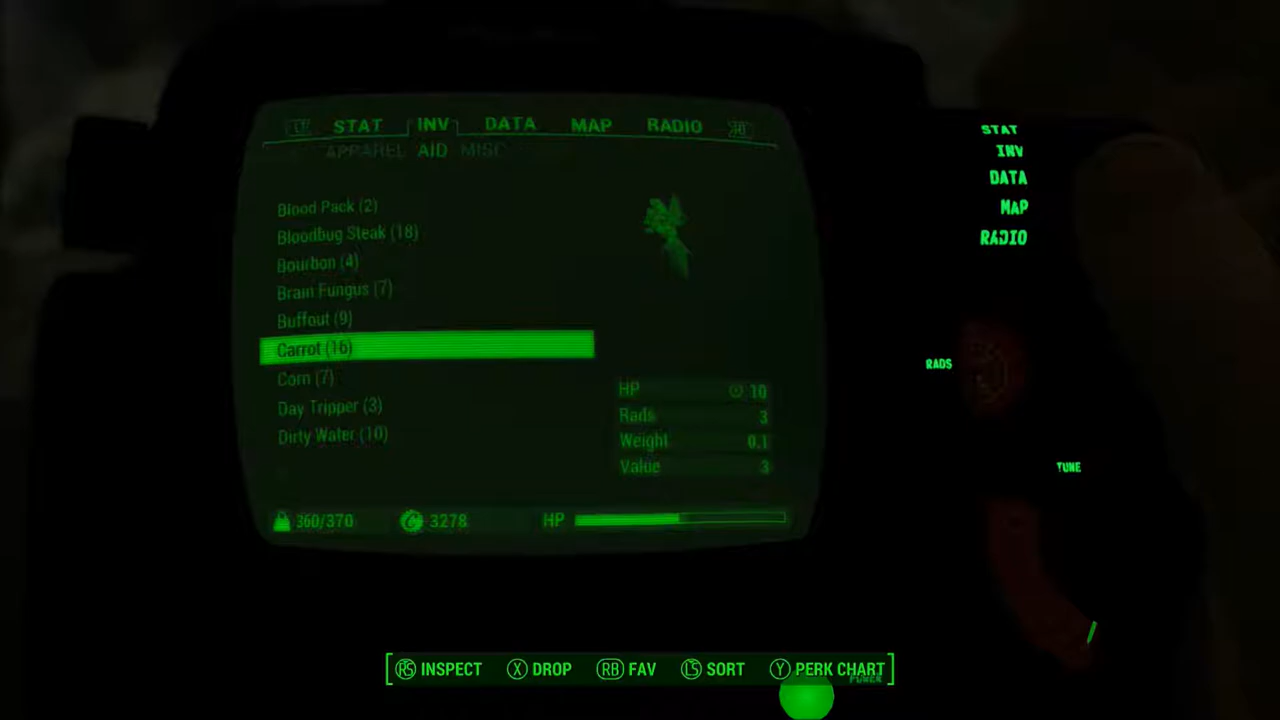 LB STAT INV DATA MAP RADIO RB
APPAREL AID MISC
Blood Pack (2)
Bloodbug Steak (18)
Bourbon (4)
Brain Fungus (7)
Buffout (9)
Carrot (16)
Corn (7)
Day Tripper (3)
Dirty Water (10)
HP 10
Rads 3
Weight 0.1
Value 3
360/370 3278 HP
STAT
INV
DATA
MAP
RADIO
RADS
TUNE
RS INSPECT X DROP RB FAV LS SORT Y PERK CHART
POWER